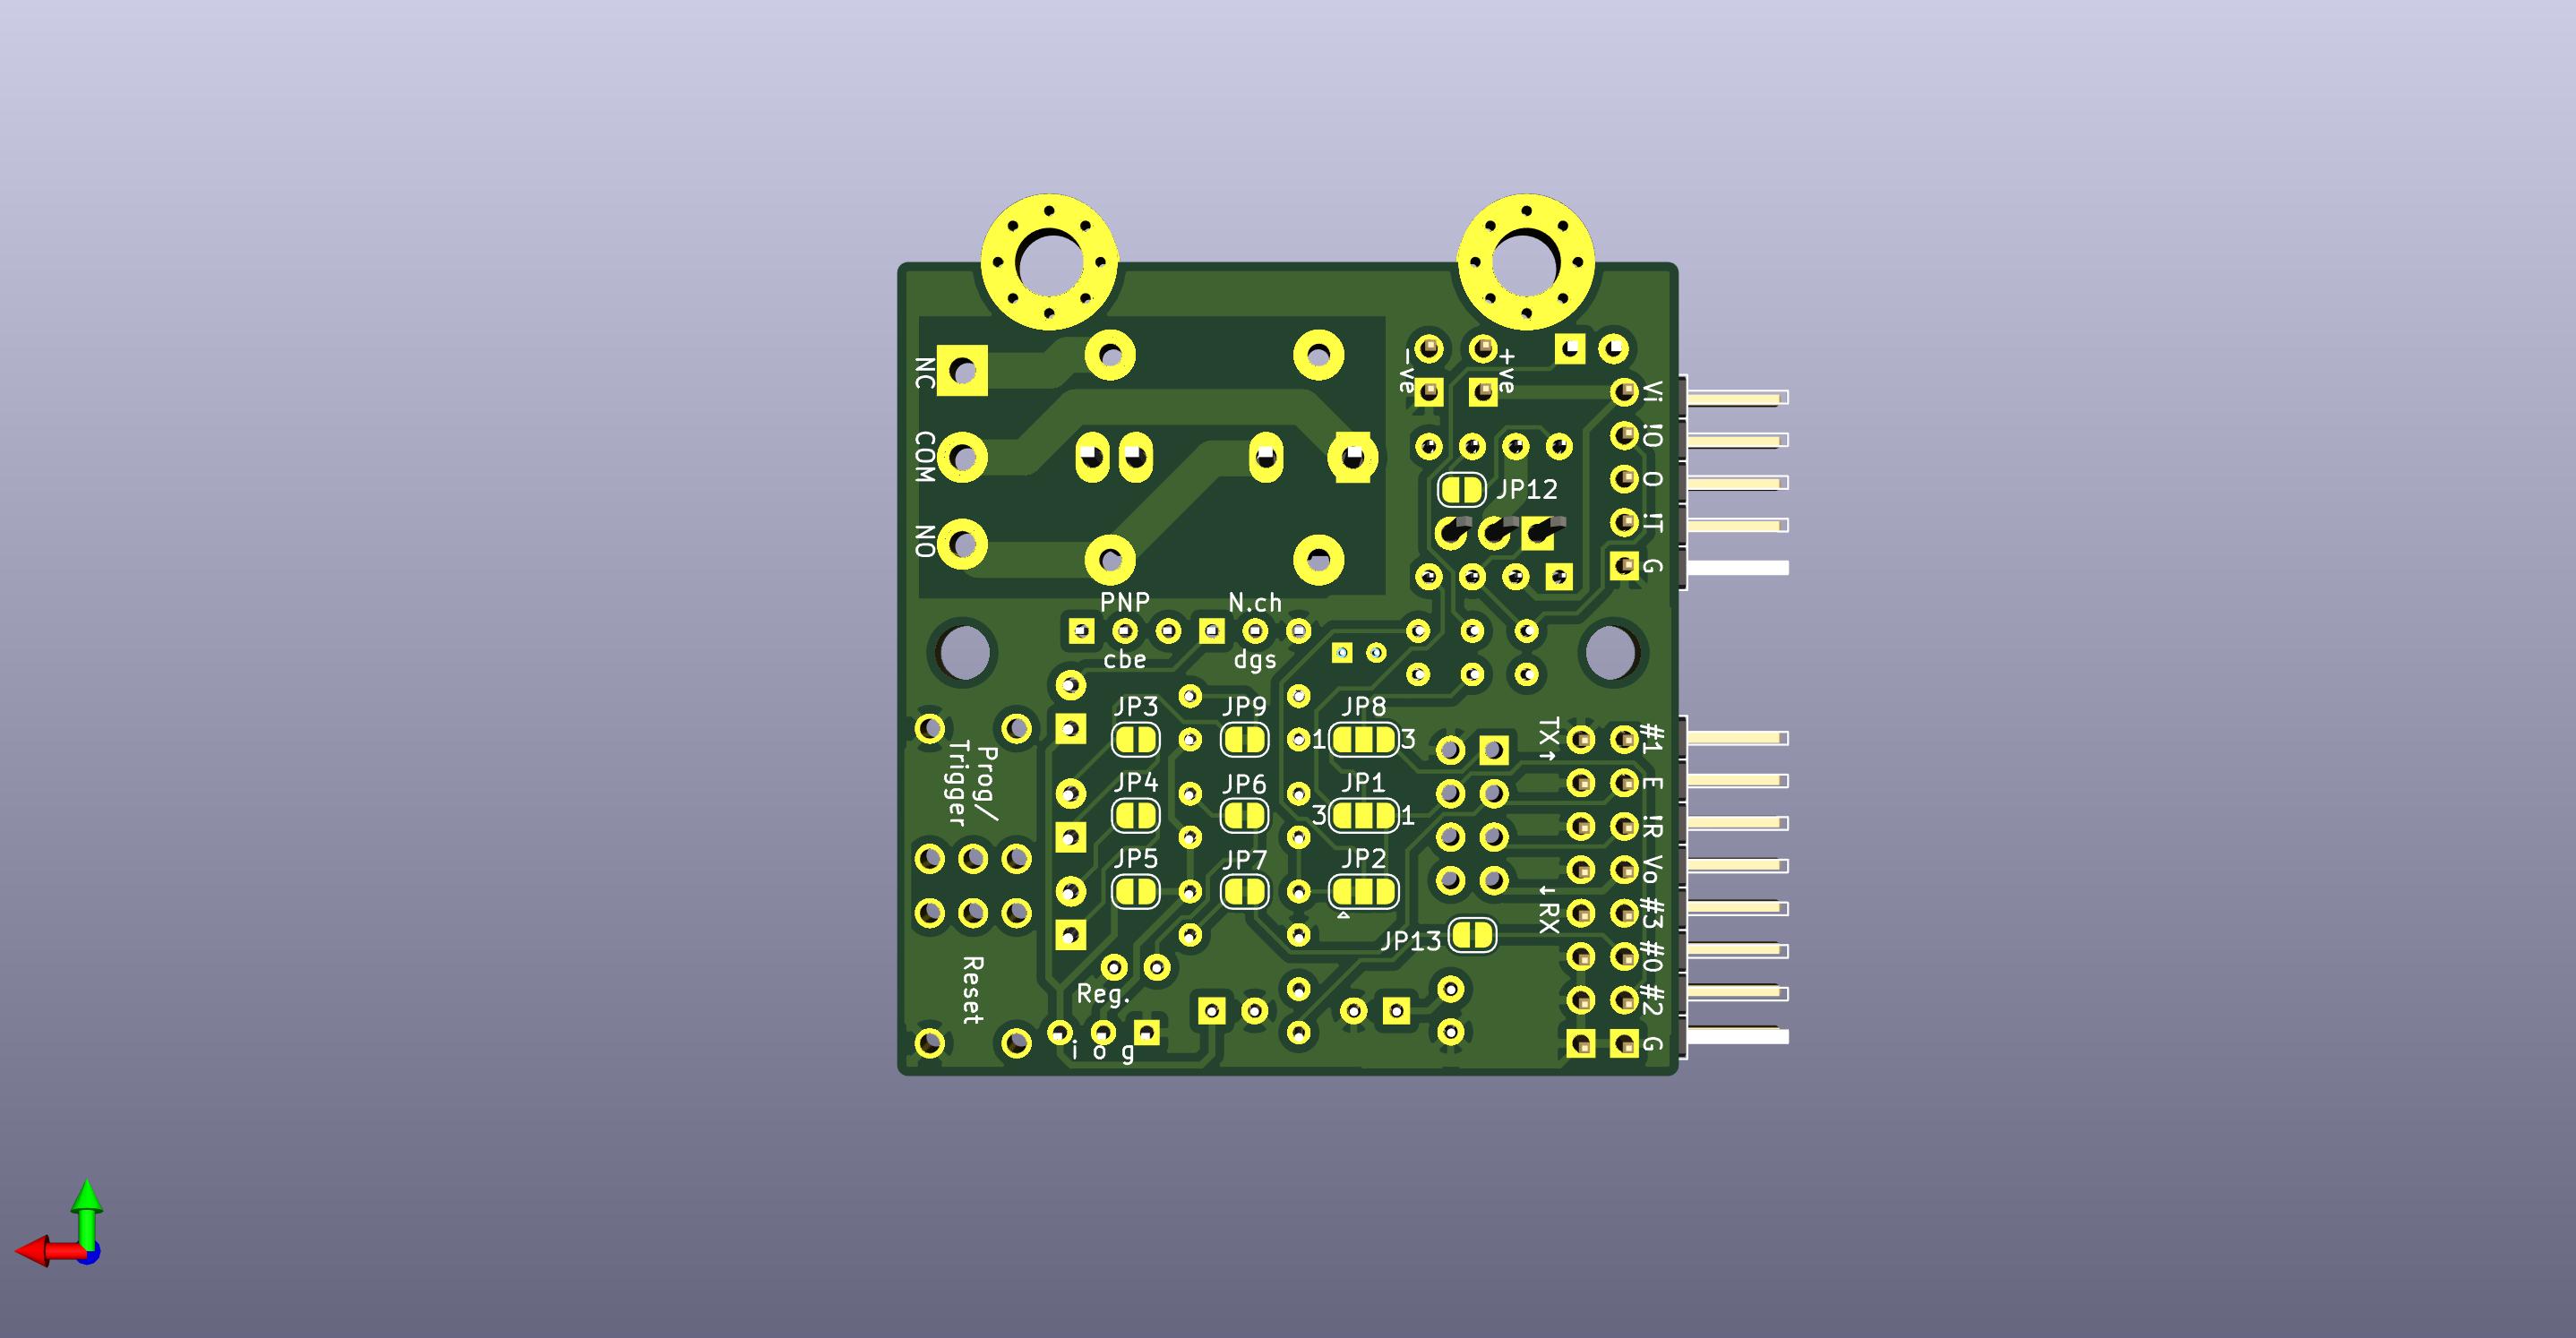 NC
COM
NO
-ve
+ve
Vi
!O
O
!T
G
JP12
PNP
N.ch
cbe
dgs
JP3
JP9
JP8
1
3
JP4
JP6
JP1
3
1
JP5
JP7
JP2
JP13
Prog/
Trigger
Reset
Reg.
i o g
TX↑
↓RX
#1
E
!R
Vo
#3
#0
#2
G